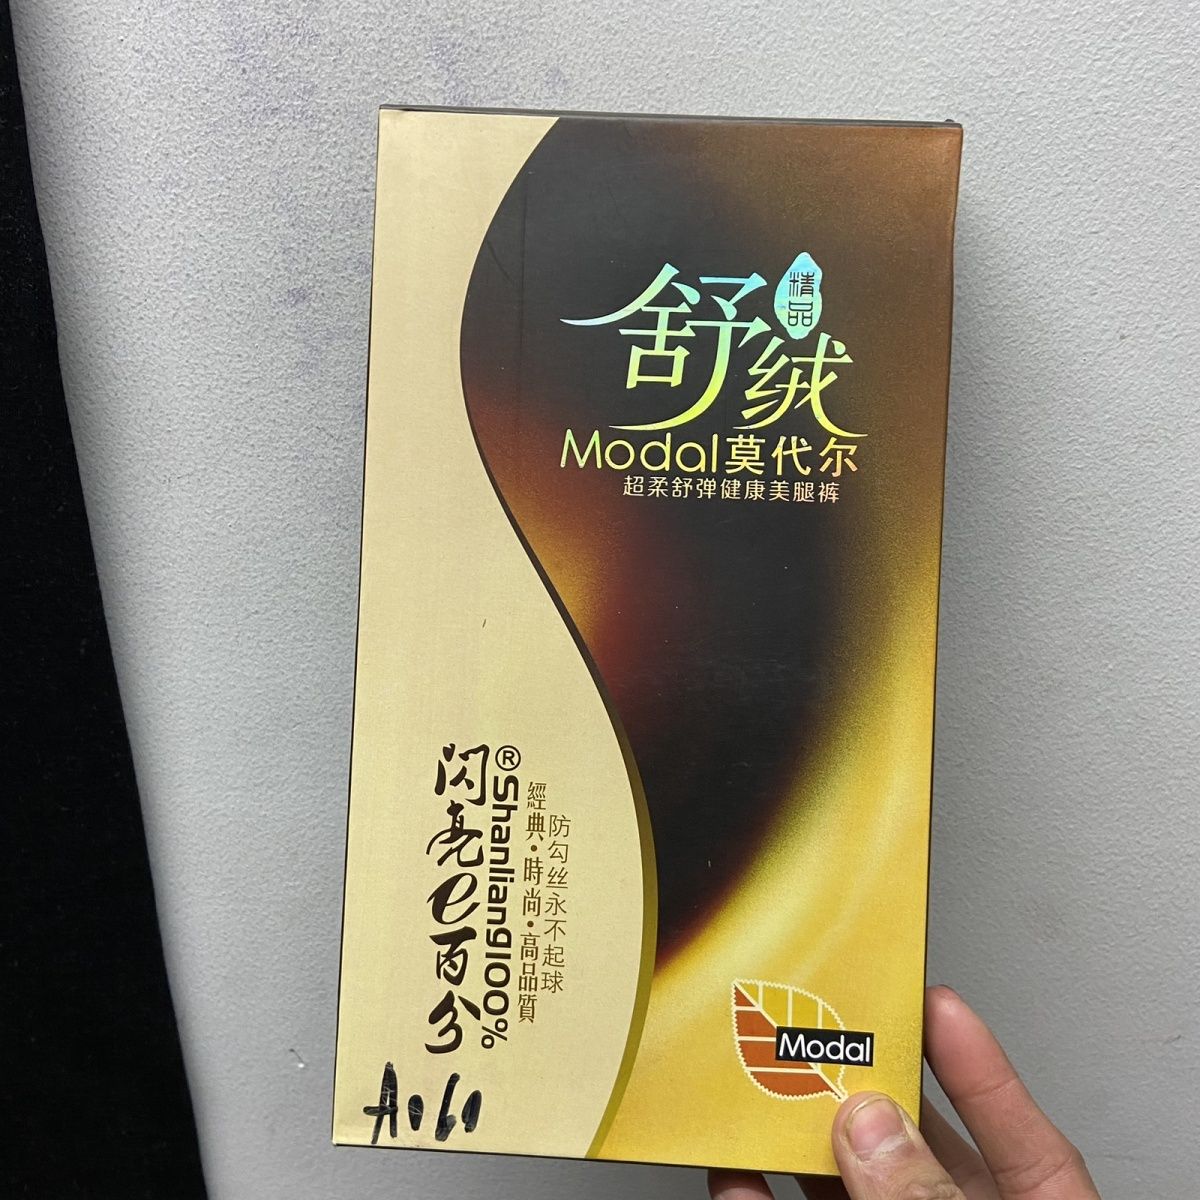 精品
舒绒
Modal莫代尔
超柔舒弹健康美腿裤
防勾丝永不起球
經典·時尚·高品質
®Shanliang100%
闪亮e百分
Modal
A060